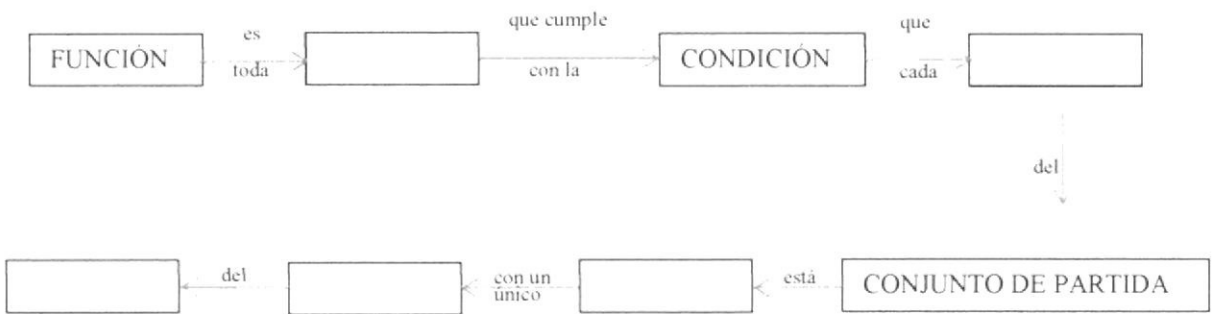 FUNCIÓN
es
toda
que cumple
con la
CONDICIÓN
que
cada
del
CONJUNTO DE PARTIDA
está
con un
único
del